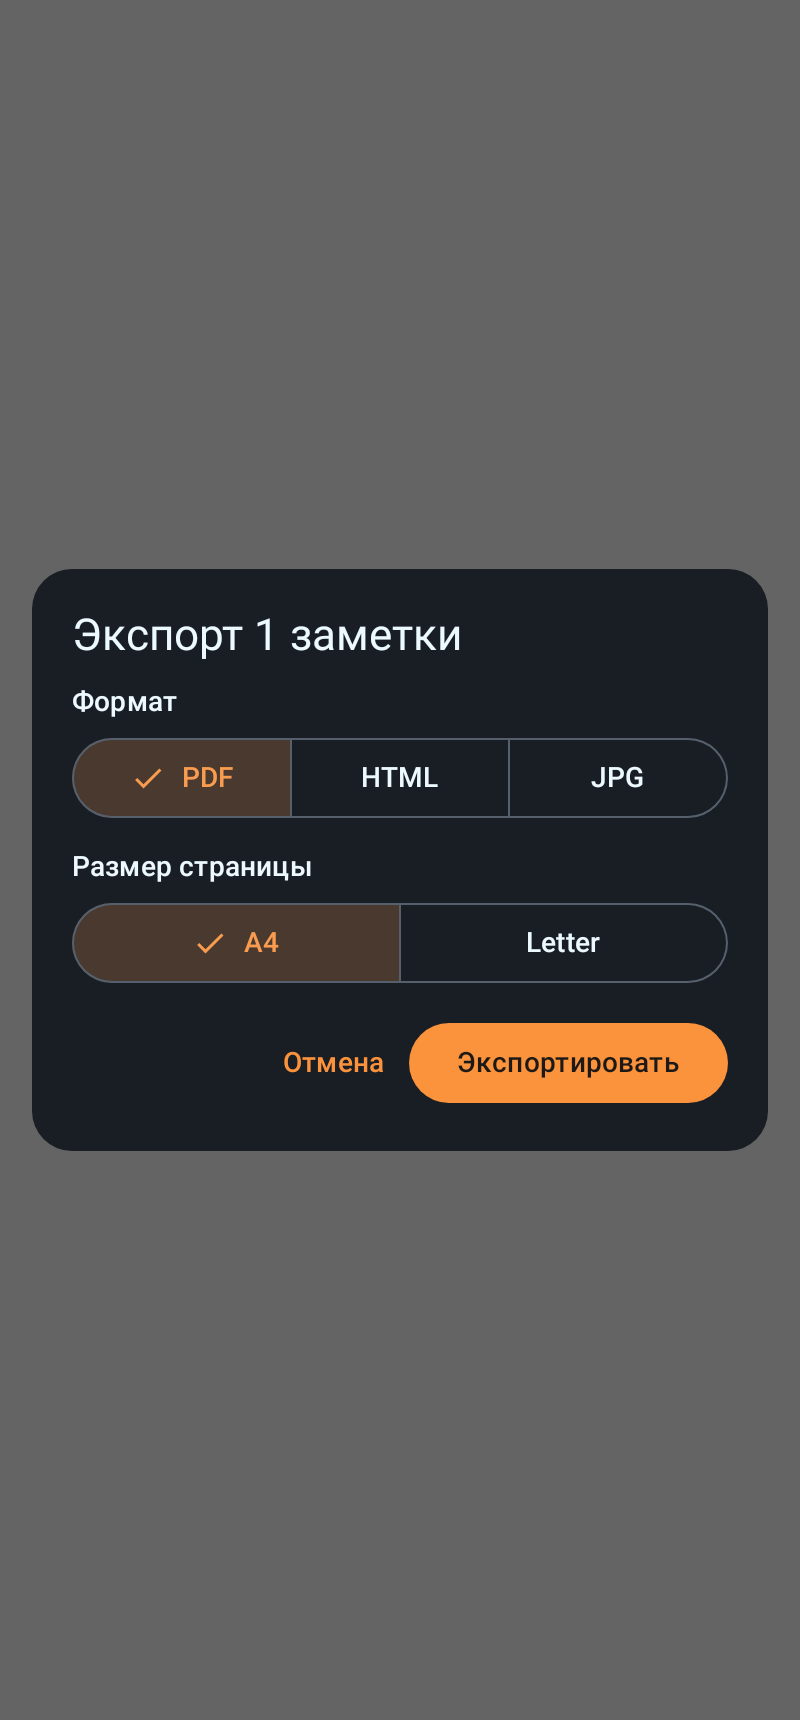 Экспорт 1 заметки
Формат
PDF HTML JPG
Размер страницы
A4 Letter
Отмена Экспортировать